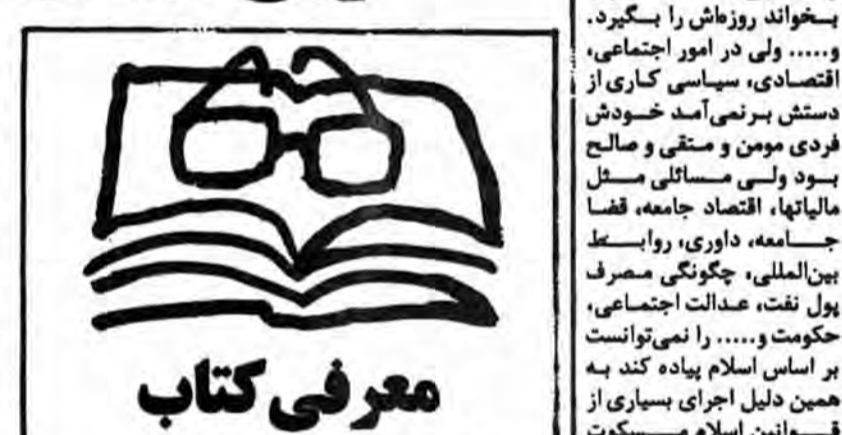 بخواند روزه‌اش را بگیرد.
و..... ولی در امور اجتماعی،
اقتصادی، سیاسی کاری از
دستش برنمی‌آمد خودش
فردی مومن و متقی و صالح
بود ولی مسائلی مثل
مالیاتها، اقتصاد جامعه، قضا
جامعه، داوری، روابط
بین‌المللی، چگونگی مصرف
پول نفت، عدالت اجتماعی،
حکومت و..... را نمی‌توانست
بر اساس اسلام پیاده کند به
همین دلیل اجرای بسیاری از
قوانین اسلام مسکوت
معرفی کتاب